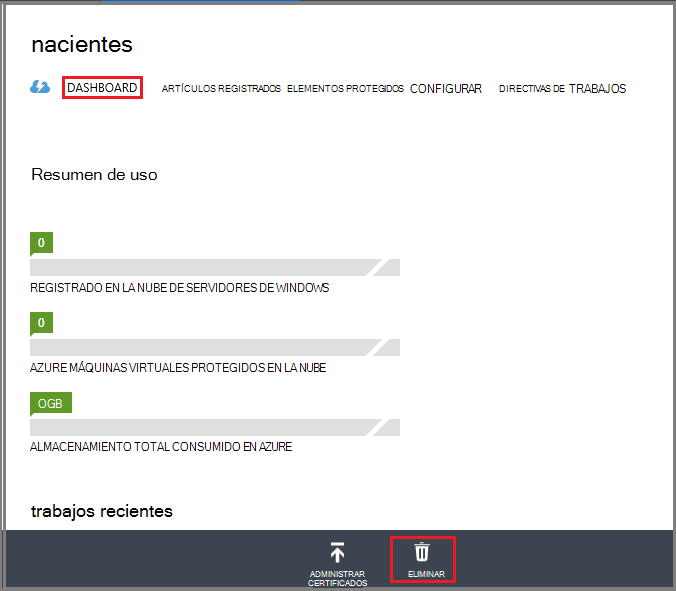 nacientes
DASHBOARD ARTÍCULOS REGISTRADOS ELEMENTOS PROTEGIDOS CONFIGURAR DIRECTIVAS DE TRABAJOS
Resumen de uso
0
REGISTRADO EN LA NUBE DE SERVIDORES DE WINDOWS
0
AZURE MÁQUINAS VIRTUALES PROTEGIDOS EN LA NUBE
OGB
ALMACENAMIENTO TOTAL CONSUMIDO EN AZURE
trabajos recientes
ADMINISTRAR
CERTIFICADOS
ELIMINAR